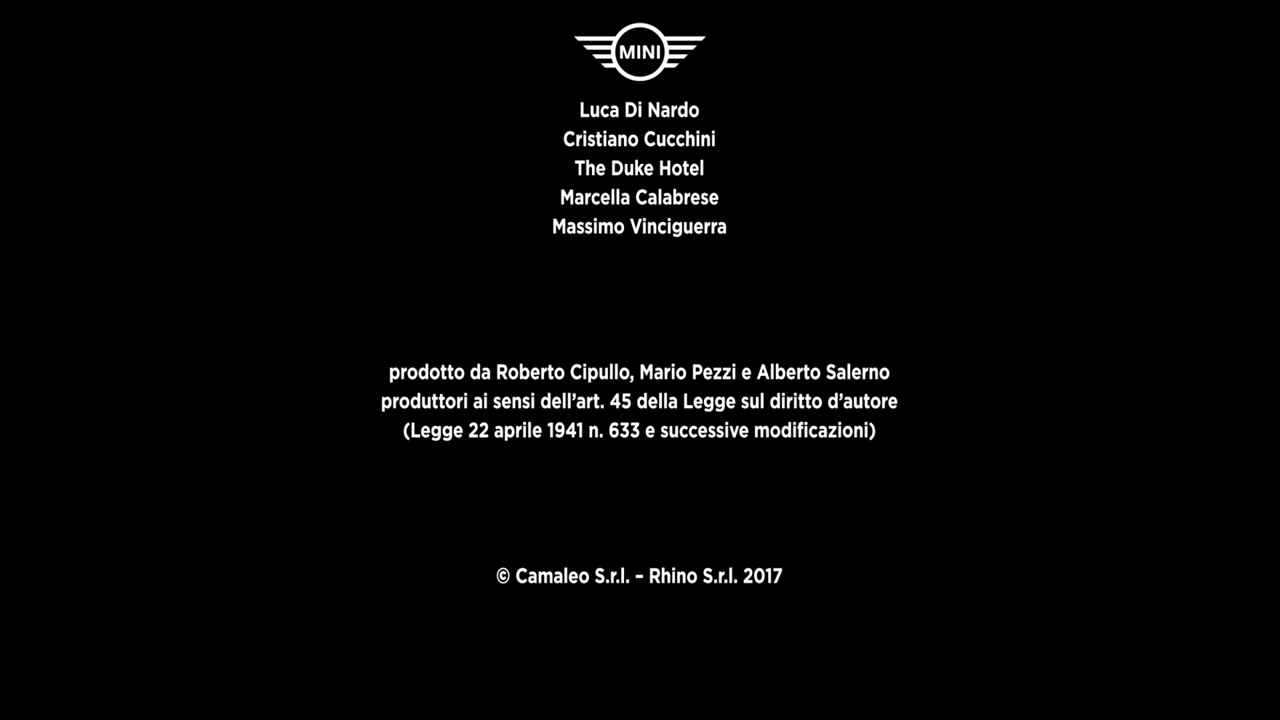 MINI
Luca Di Nardo
Cristiano Cucchini
The Duke Hotel
Marcella Calabrese
Massimo Vinciguerra
prodotto da Roberto Cipullo, Mario Pezzi e Alberto Salerno
produttori ai sensi dell’art. 45 della Legge sul diritto d’autore
(Legge 22 aprile 1941 n. 633 e successive modificazioni)
© Camaleo S.r.l. – Rhino S.r.l. 2017